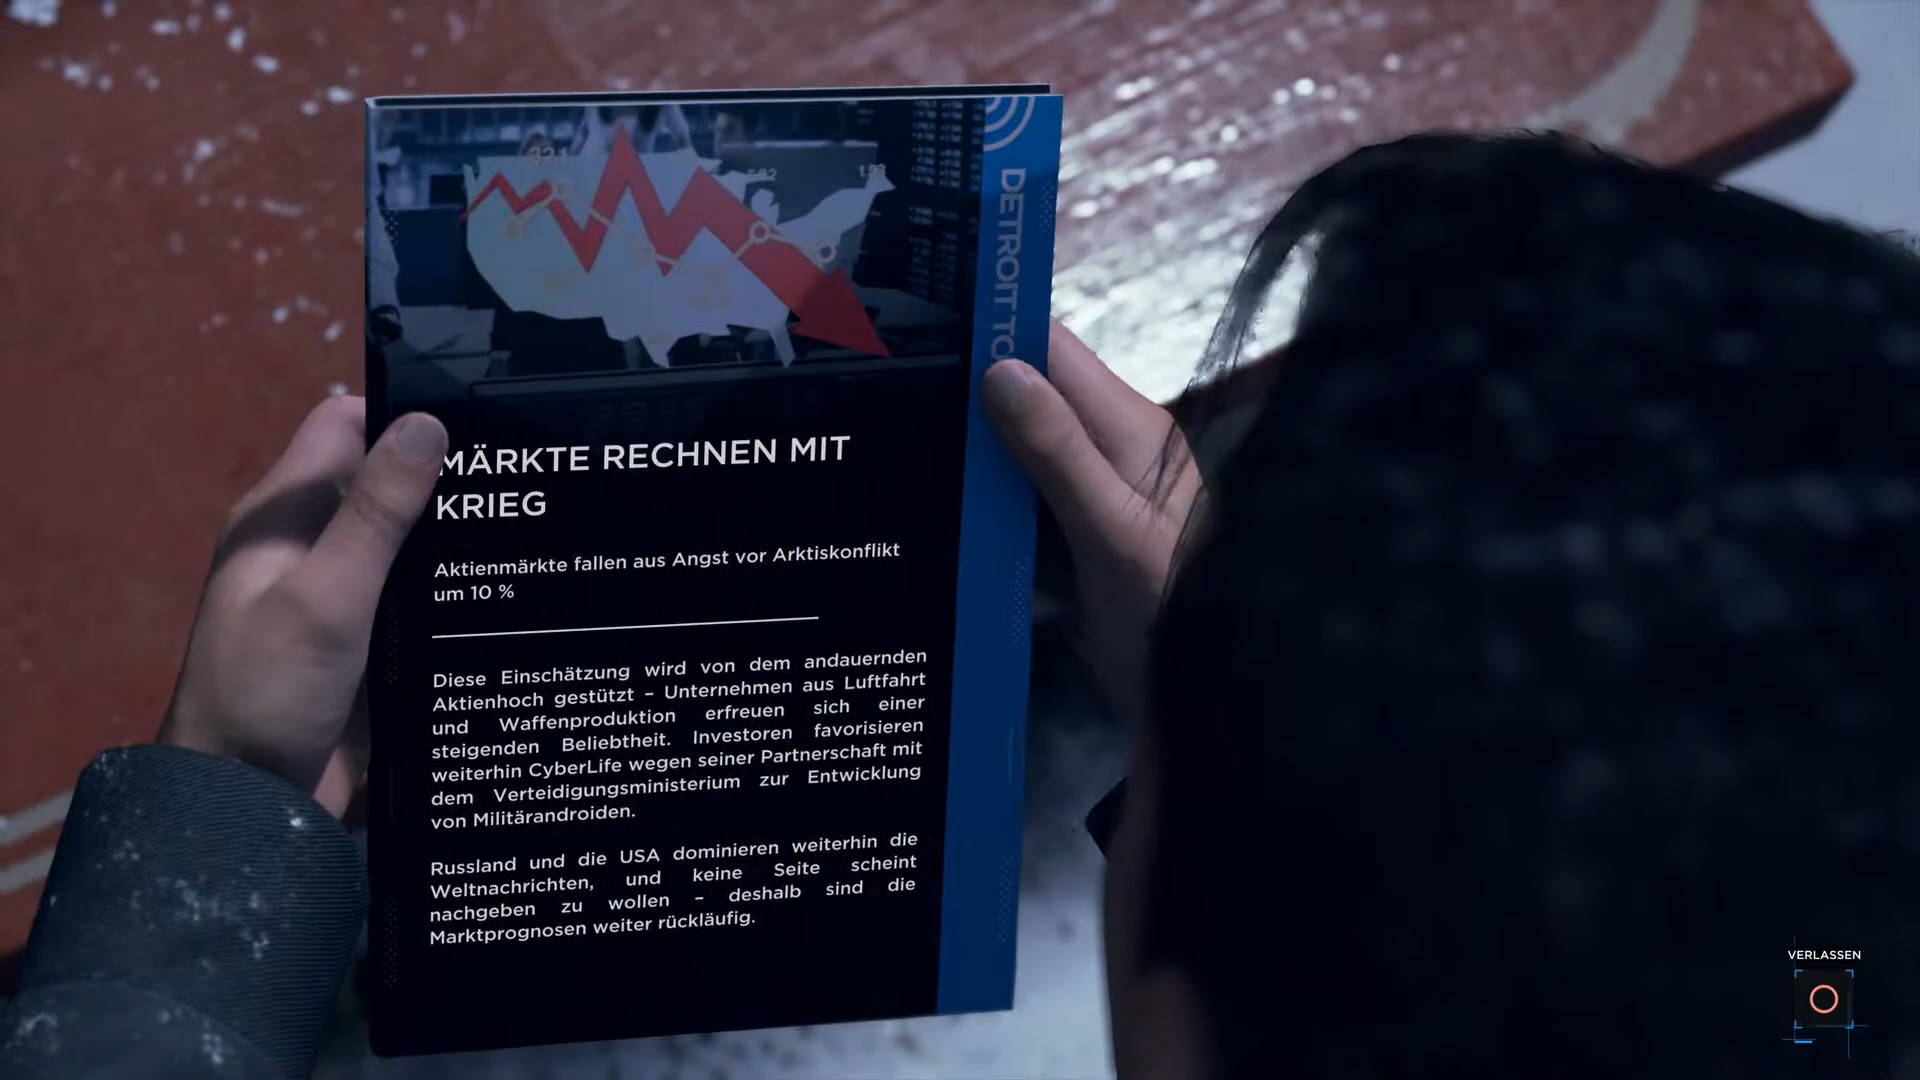 321
DETROIT TO
MÄRKTE RECHNEN MIT
KRIEG
Aktienmärkte fallen aus Angst vor Arktiskonflikt
um 10 %
Diese Einschätzung wird von dem andauernden
Aktienhoch gestützt – Unternehmen aus Luftfahrt
und Waffenproduktion erfreuen sich einer
steigenden Beliebtheit. Investoren favorisieren
weiterhin CyberLife wegen seiner Partnerschaft mit
dem Verteidigungsministerium zur Entwicklung
von Militärandroiden.
Russland und die USA dominieren weiterhin die
Weltnachrichten, und keine Seite scheint
nachgeben zu wollen – deshalb sind die
Marktprognosen weiter rückläufig.
VERLASSEN